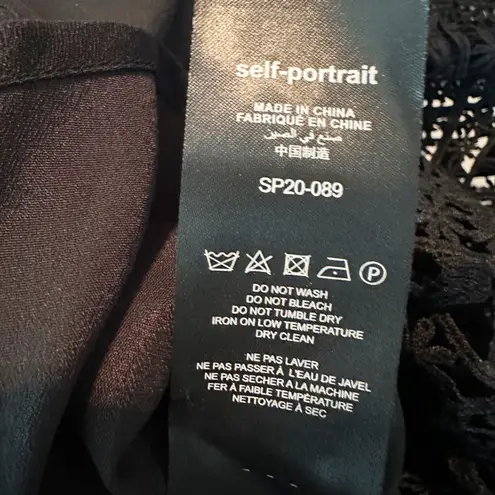 self-portrait
MADE IN CHINA
FABRIQUÉ EN CHINE
صنع في الصين
中国制造
SP20-089
P
DO NOT WASH
DO NOT BLEACH
DO NOT TUMBLE DRY
IRON ON LOW TEMPERATURE
DRY CLEAN
NE PAS LAVER
NE PAS PASSER À L'EAU DE JAVEL
NE PAS SECHER A LA MACHINE
FER À FAIBLE TEMPÉRATURE
NETTOYAGE À SEC